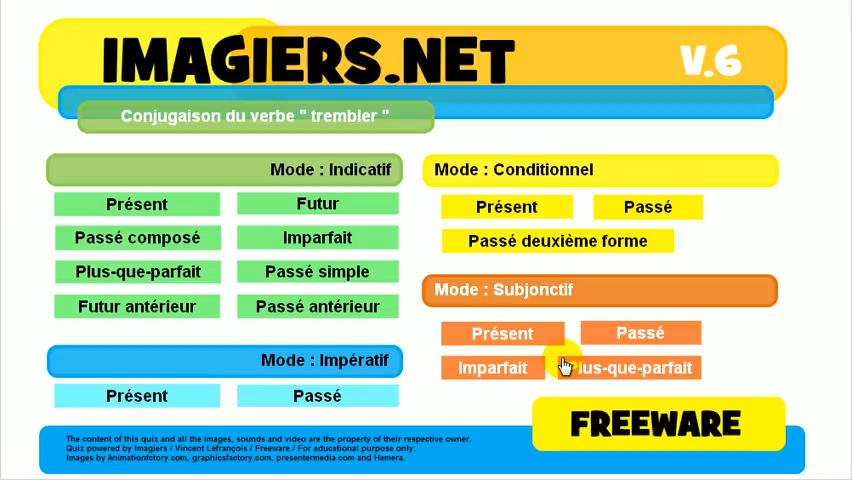 IMAGIERS.NET
V.6
Conjugaison du verbe " trembler "
Mode : Indicatif
Présent
Futur
Passé composé
Imparfait
Plus-que-parfait
Passé simple
Futur antérieur
Passé antérieur
Mode : Impératif
Présent
Passé
Mode : Conditionnel
Présent
Passé
Passé deuxième forme
Mode : Subjonctif
Présent
Passé
Imparfait
Plus-que-parfait
FREEWARE
The content of this quiz and all the images, sounds and video are the property of their respective owner.
Quiz powered by Imagiers / Vincent Lefrançois / Freeware / For educational purpose only.
Images by Animationfctory.com, graphicsfactory.com, presentermedia.com and Hemera.